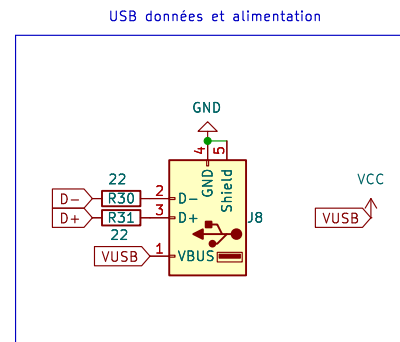 USB données et alimentation
GND
4
5
GND
Shield
VCC
22
D-
R30
2
D-
D+
R31
3
D+
J8
VUSB
22
VUSB
1
VBUS